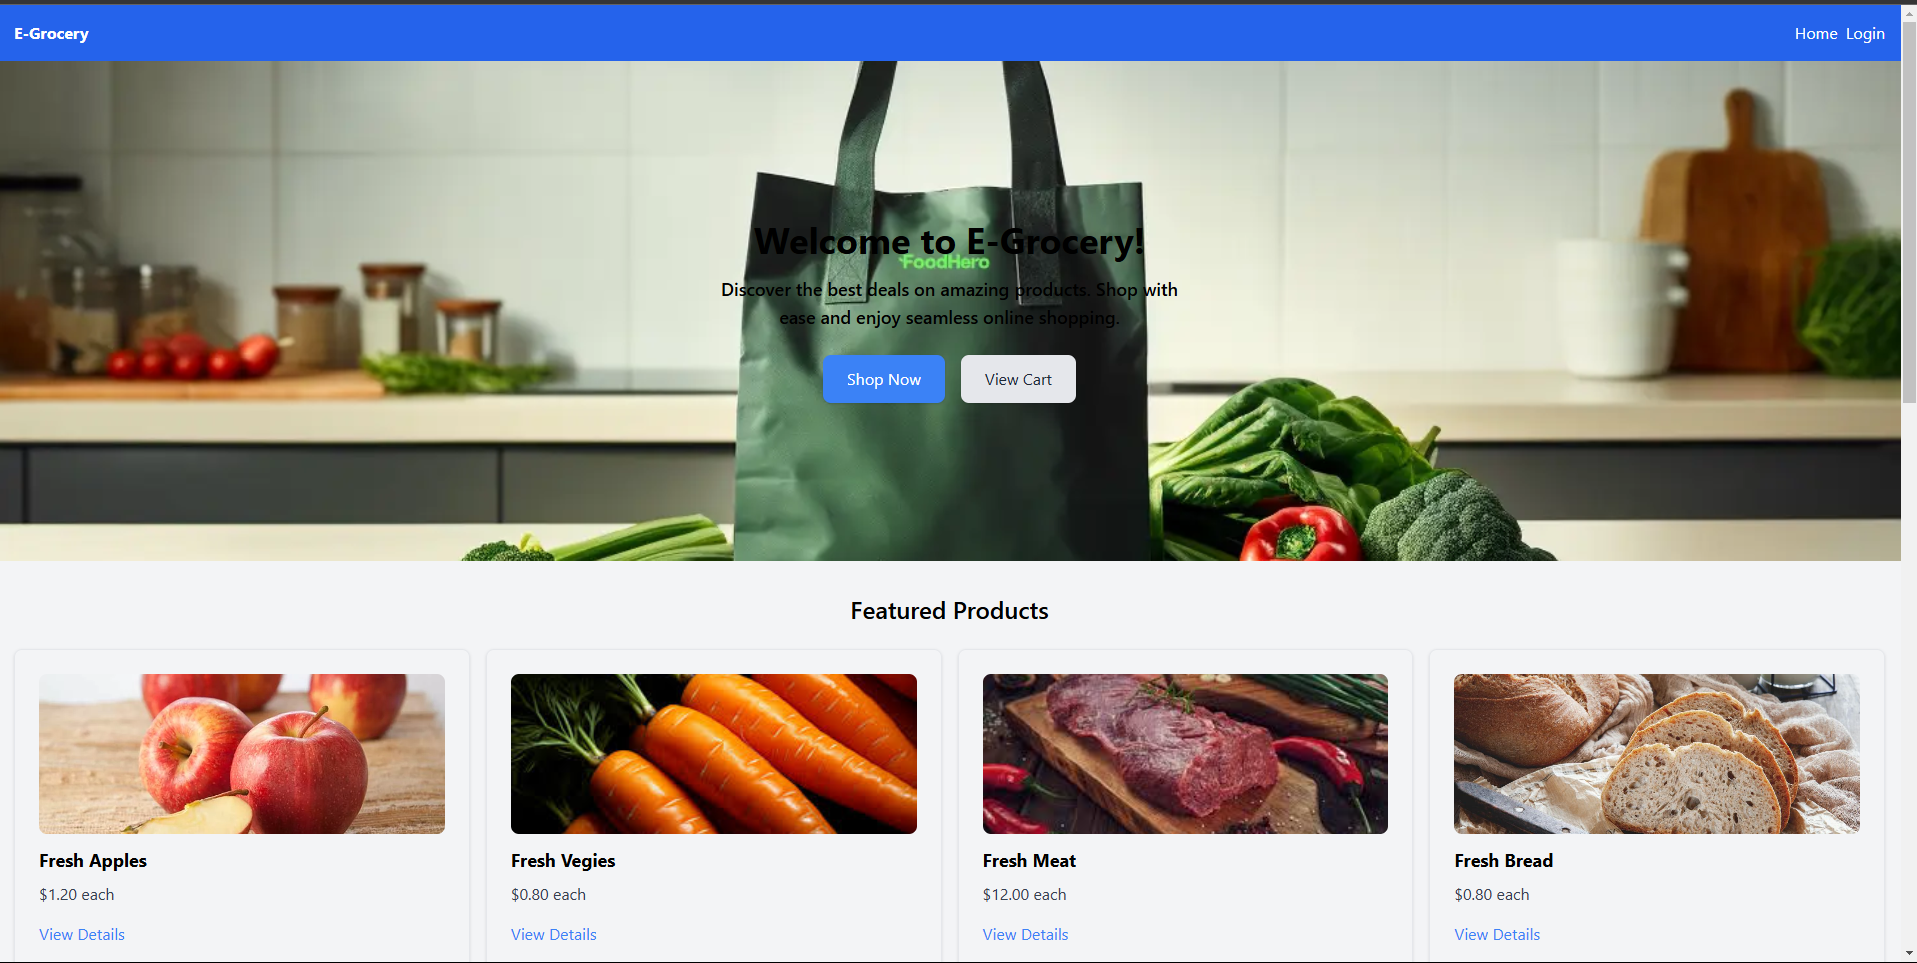 E-Grocery
Home Login
Welcome to E-Grocery!
FoodHero
Discover the best deals on amazing products. Shop with
ease and enjoy seamless online shopping.
Shop Now View Cart
Featured Products
Fresh Apples
$1.20 each
View Details
Fresh Vegies
$0.80 each
View Details
Fresh Meat
$12.00 each
View Details
Fresh Bread
$0.80 each
View Details